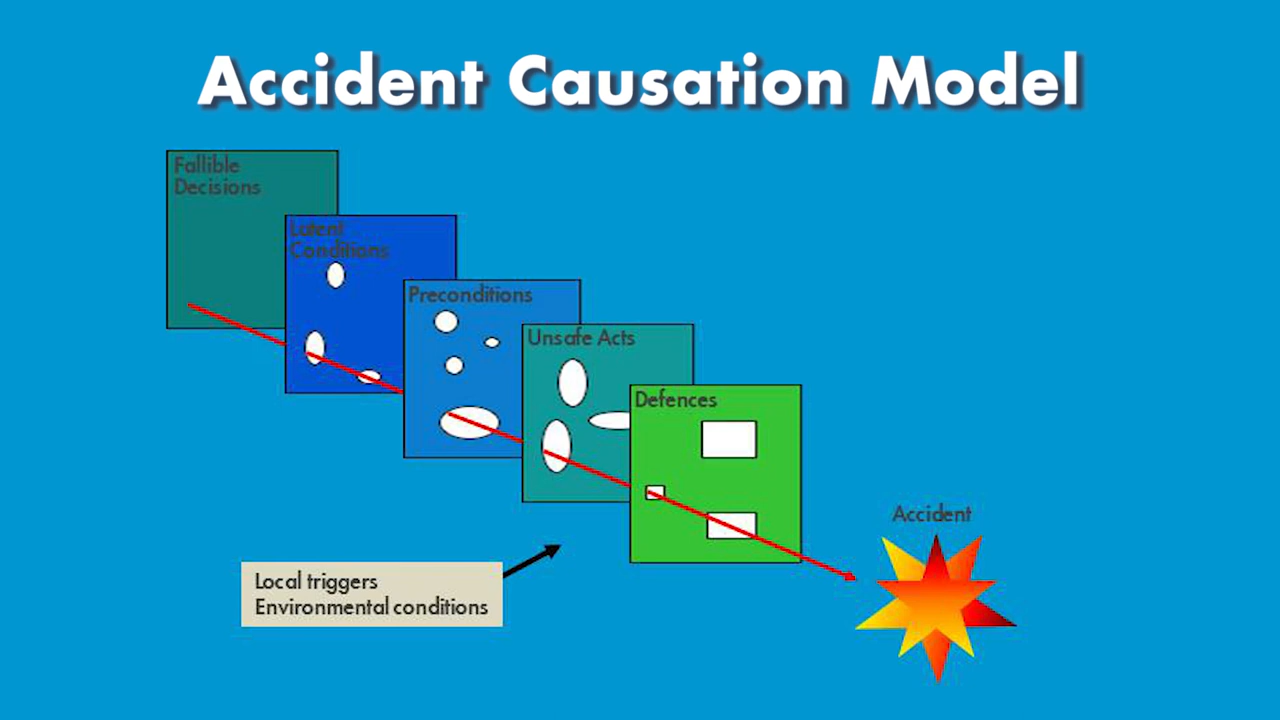 Accident Causation Model
Fallible
Decisions
Latent
Conditions
Preconditions
Unsafe Acts
Defences
Accident
Local triggers
Environmental conditions